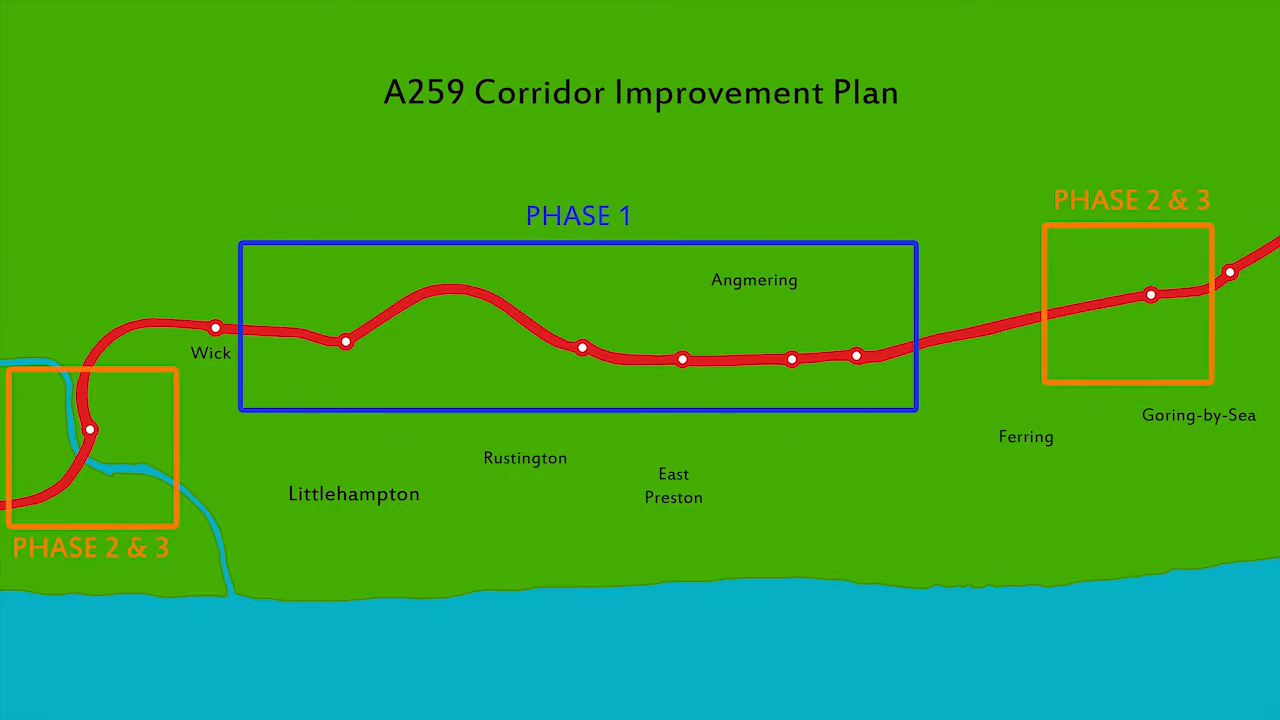 A259 Corridor Improvement Plan
PHASE 2 & 3
PHASE 1
Angmering
Wick
Goring-by-Sea
Ferring
Rustington
East
Preston
Littlehampton
PHASE 2 & 3